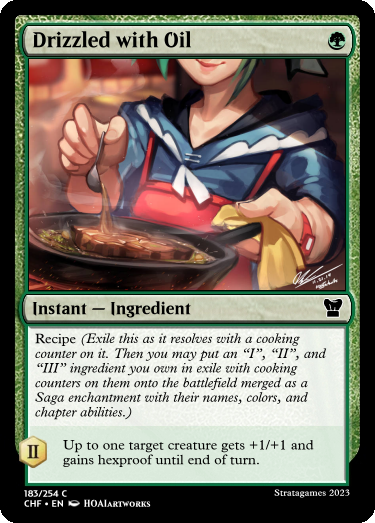 Drizzled with Oil
Instant — Ingredient
Recipe (Exile this as it resolves with a cooking
counter on it. Then you may put an “I”, “II”, and
“III” ingredient you own in exile with cooking
counters on them onto the battlefield merged as a
Saga enchantment with their names, colors, and
chapter abilities.)
II
Up to one target creature gets +1/+1 and
gains hexproof until end of turn.
183/254 C
Stratagames 2023
CHF • EN HOAIARTWORKS